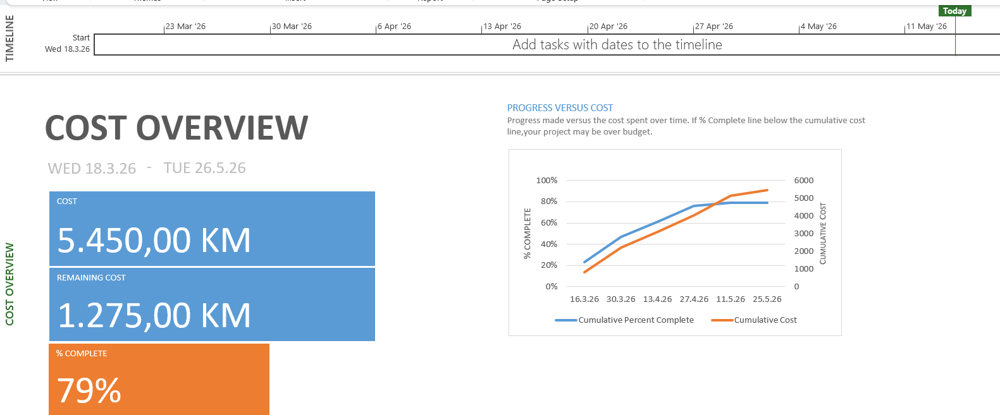 Today
TIMELINE
23 Mar '26
30 Mar '26
6 Apr '26
13 Apr '26
20 Apr '26
27 Apr '26
4 May '26
11 May '26
Start
Wed 18.3.26
Add tasks with dates to the timeline
COST OVERVIEW
COST OVERVIEW
WED 18.3.26 - TUE 26.5.26
COST
5.450,00 KM
REMAINING COST
1.275,00 KM
% COMPLETE
79%
PROGRESS VERSUS COST
Progress made versus the cost spent over time. If % Complete line below the cumulative cost
line,your project may be over budget.
% COMPLETE
100%
80%
60%
40%
20%
0%
6000
5000
4000
3000
2000
1000
0
CUMULATIVE COST
16.3.26 30.3.26 13.4.26 27.4.26 11.5.26 25.5.26
Cumulative Percent Complete
Cumulative Cost